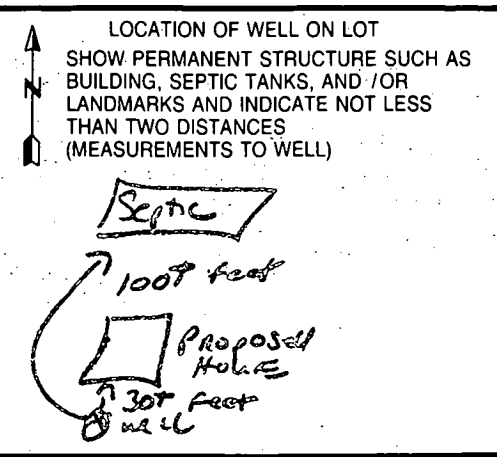 LOCATION OF WELL ON LOT
SHOW PERMANENT STRUCTURE SUCH AS
BUILDING, SEPTIC TANKS, AND /OR
N
LANDMARKS AND INDICATE NOT LESS
THAN TWO DISTANCES
(MEASUREMENTS TO WELL)
Septic
100+ feet
PROPOSED
HOME
30+ feet
well